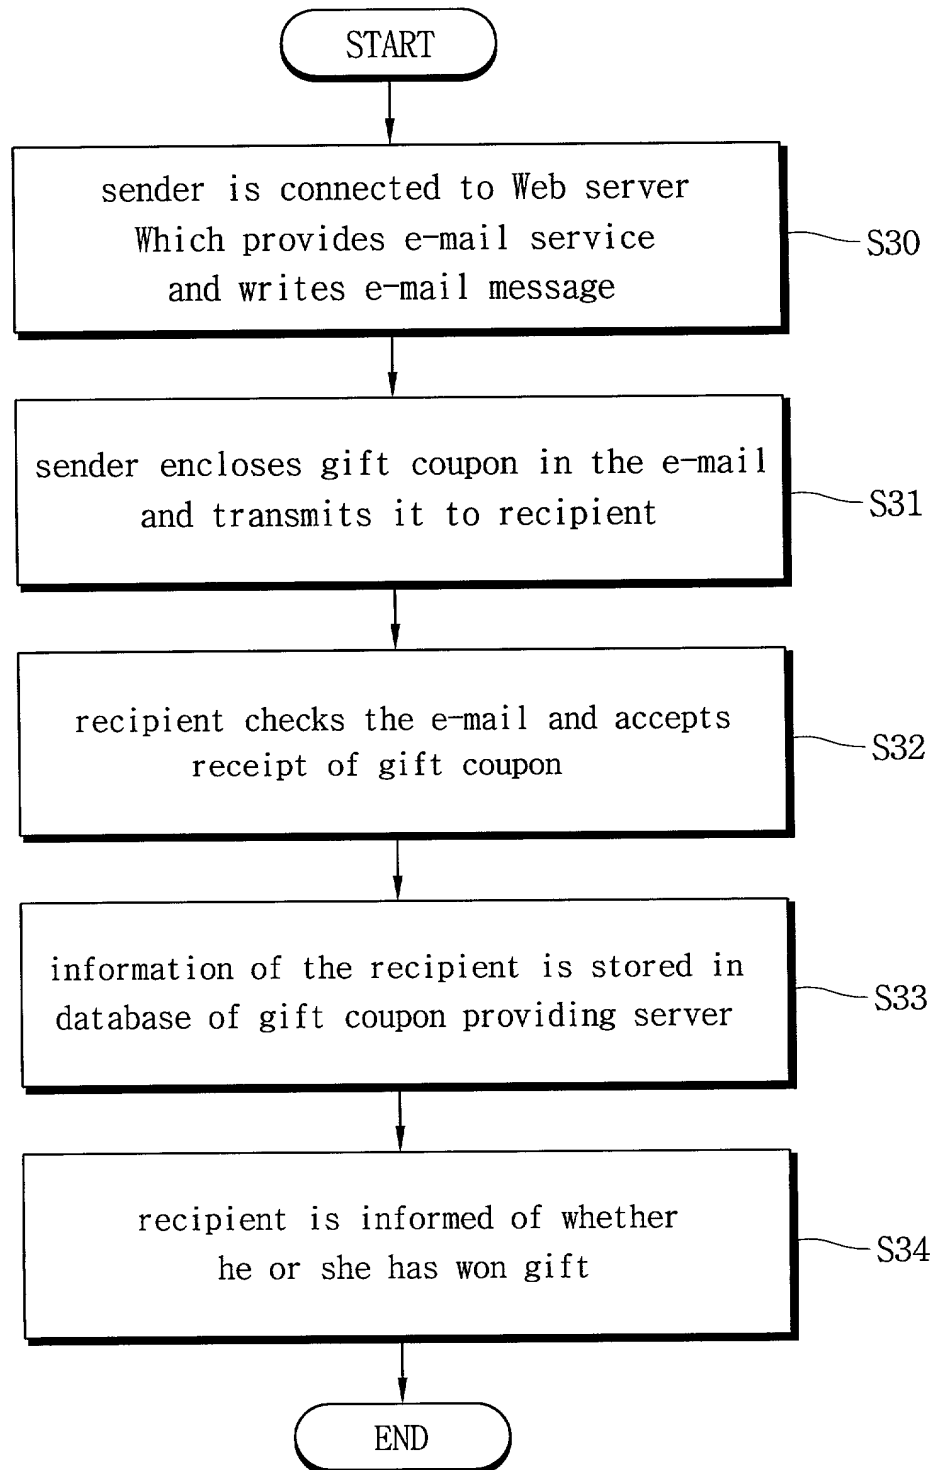 START
sender is connected to Web server
Which provides e-mail service
and writes e-mail message
S30
sender encloses gift coupon in the e-mail
and transmits it to recipient
S31
recipient checks the e-mail and accepts
receipt of gift coupon
S32
information of the recipient is stored in
database of gift coupon providing server
S33
recipient is informed of whether
he or she has won gift
S34
END